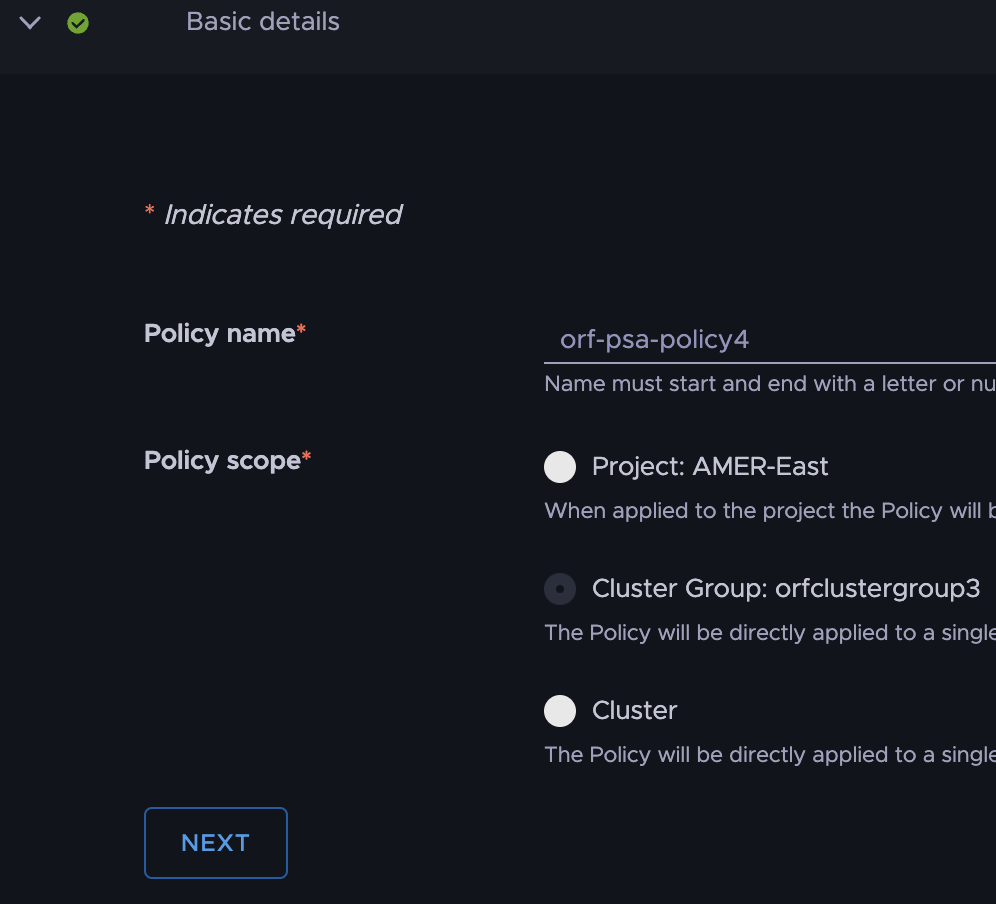 Basic details
* Indicates required
Policy name*
orf-psa-policy4
Name must start and end with a letter or
Policy scope*
Project: AMER-East
When applied to the project the Policy will
Cluster Group: orfclustergroup3
The Policy will be directly applied to a single
Cluster
The Policy will be directly applied to a single
NEXT